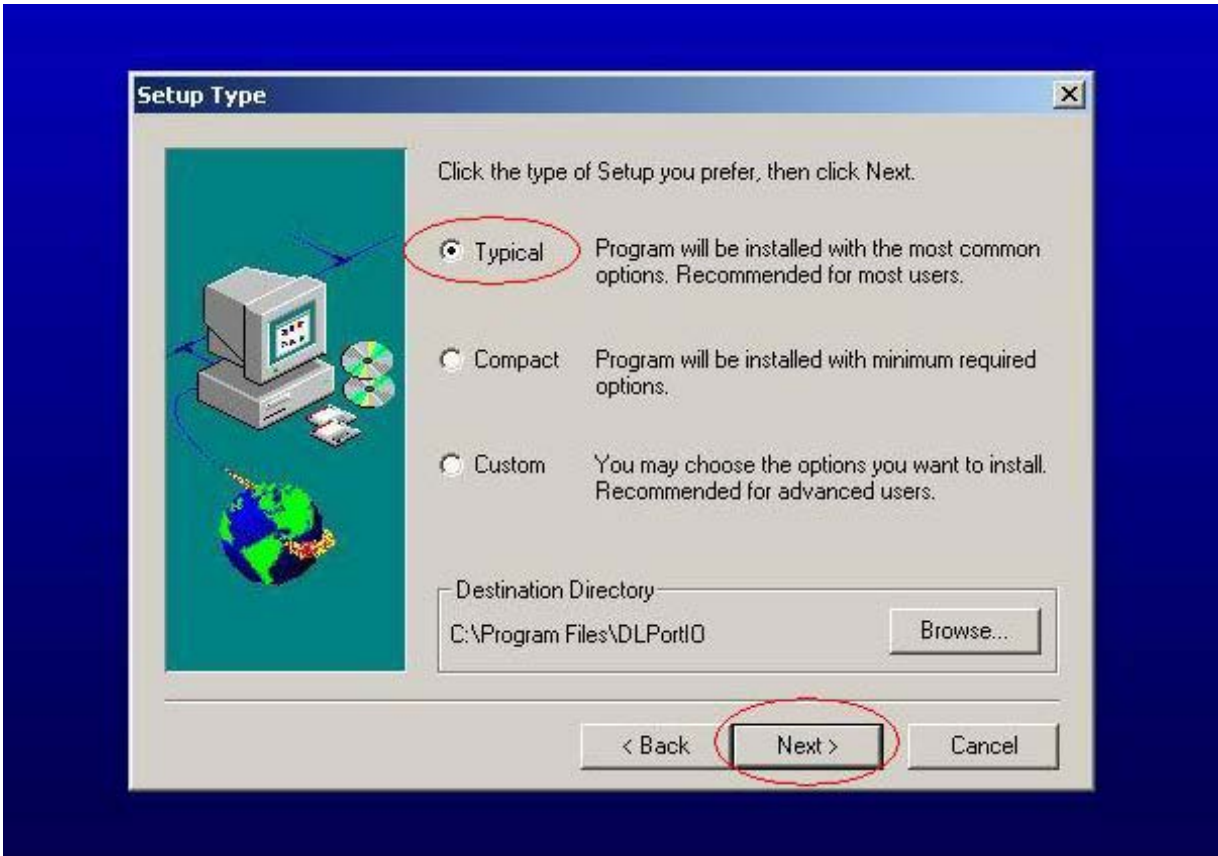 Setup Type
Click the type of Setup you prefer, then click Next.
Typical
Program will be installed with the most common
options. Recommended for most users.
Compact
Program will be installed with minimum required
options.
Custom
You may choose the options you want to install.
Recommended for advanced users.
Destination Directory
C:\Program Files\DLPortIO
Browse...
< Back
Next >
Cancel